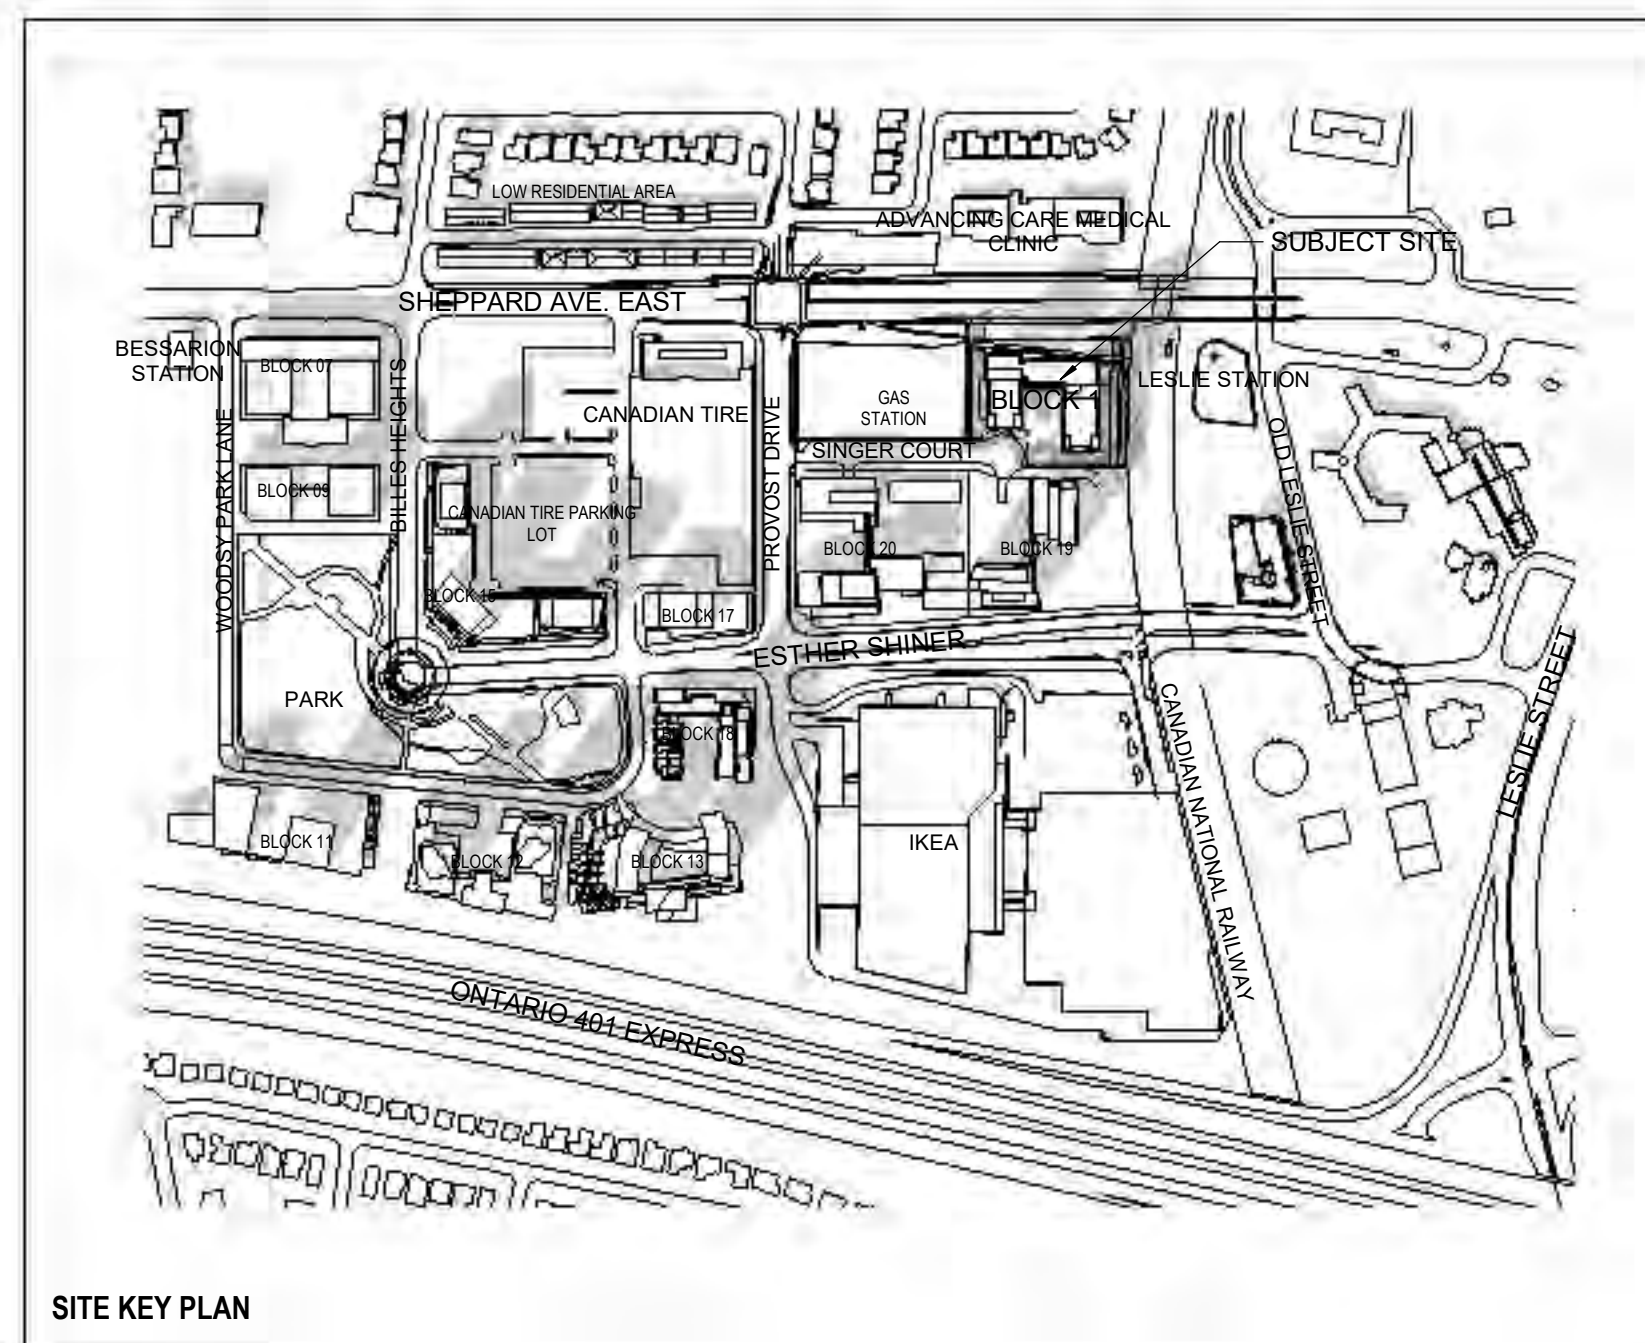 LOW RESIDENTIAL AREA
ADVANCING CARE MEDICAL
CLINIC
SUBJECT SITE
SHEPPARD AVE. EAST
BESSARION
STATION
BLOCK 07
BILLES HEIGHTS
CANADIAN TIRE
PROVOST DRIVE
GAS
STATION
BLOCK 1
LESLIE STATION
WOODSY PARK LANE
SINGER COURT
OLD LESLIE STREET
BLOCK 09
CANADIAN TIRE PARKING
LOT
BLOCK 20
BLOCK 19
BLOCK 15
BLOCK 17
ESTHER SHINER
PARK
BLOCK 18
CANADIAN NATIONAL RAILWAY
LESLIE STREET
BLOCK 11
BLOCK 12
BLOCK 13
IKEA
ONTARIO 401 EXPRESS
SITE KEY PLAN